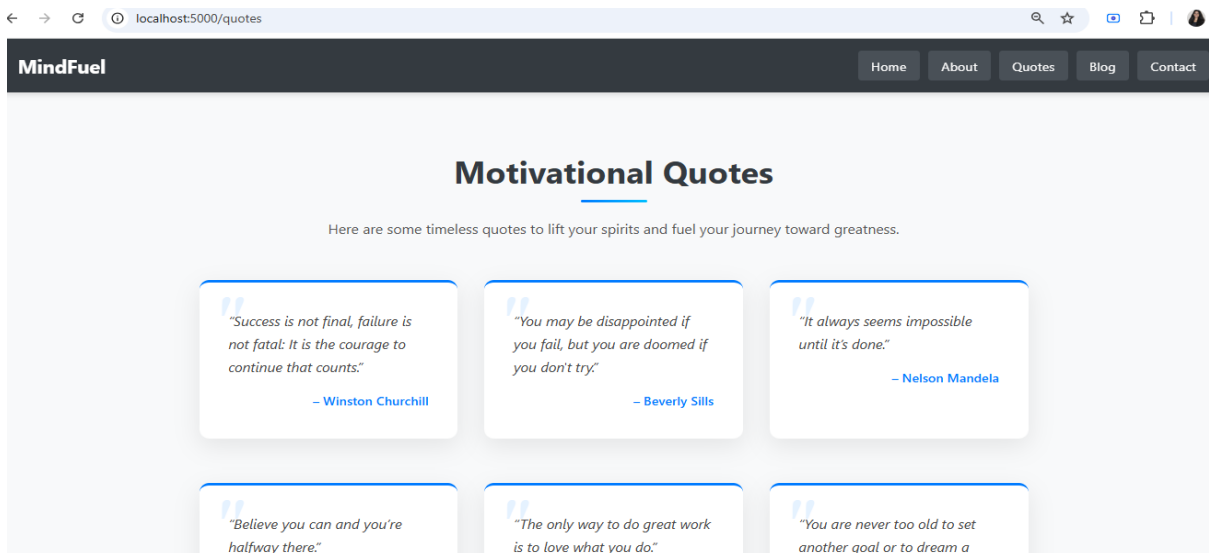 localhost:5000/quotes
MindFuel
Home
About
Quotes
Blog
Contact
Motivational Quotes
Here are some timeless quotes to lift your spirits and fuel your journey toward greatness.
“Success is not final, failure is
not fatal: It is the courage to
continue that counts.”
– Winston Churchill
“You may be disappointed if
you fail, but you are doomed if
you don't try.”
– Beverly Sills
“It always seems impossible
until it’s done.”
– Nelson Mandela
“Believe you can and you’re
halfway there.”
“The only way to do great work
is to love what you do.”
“You are never too old to set
another goal or to dream a